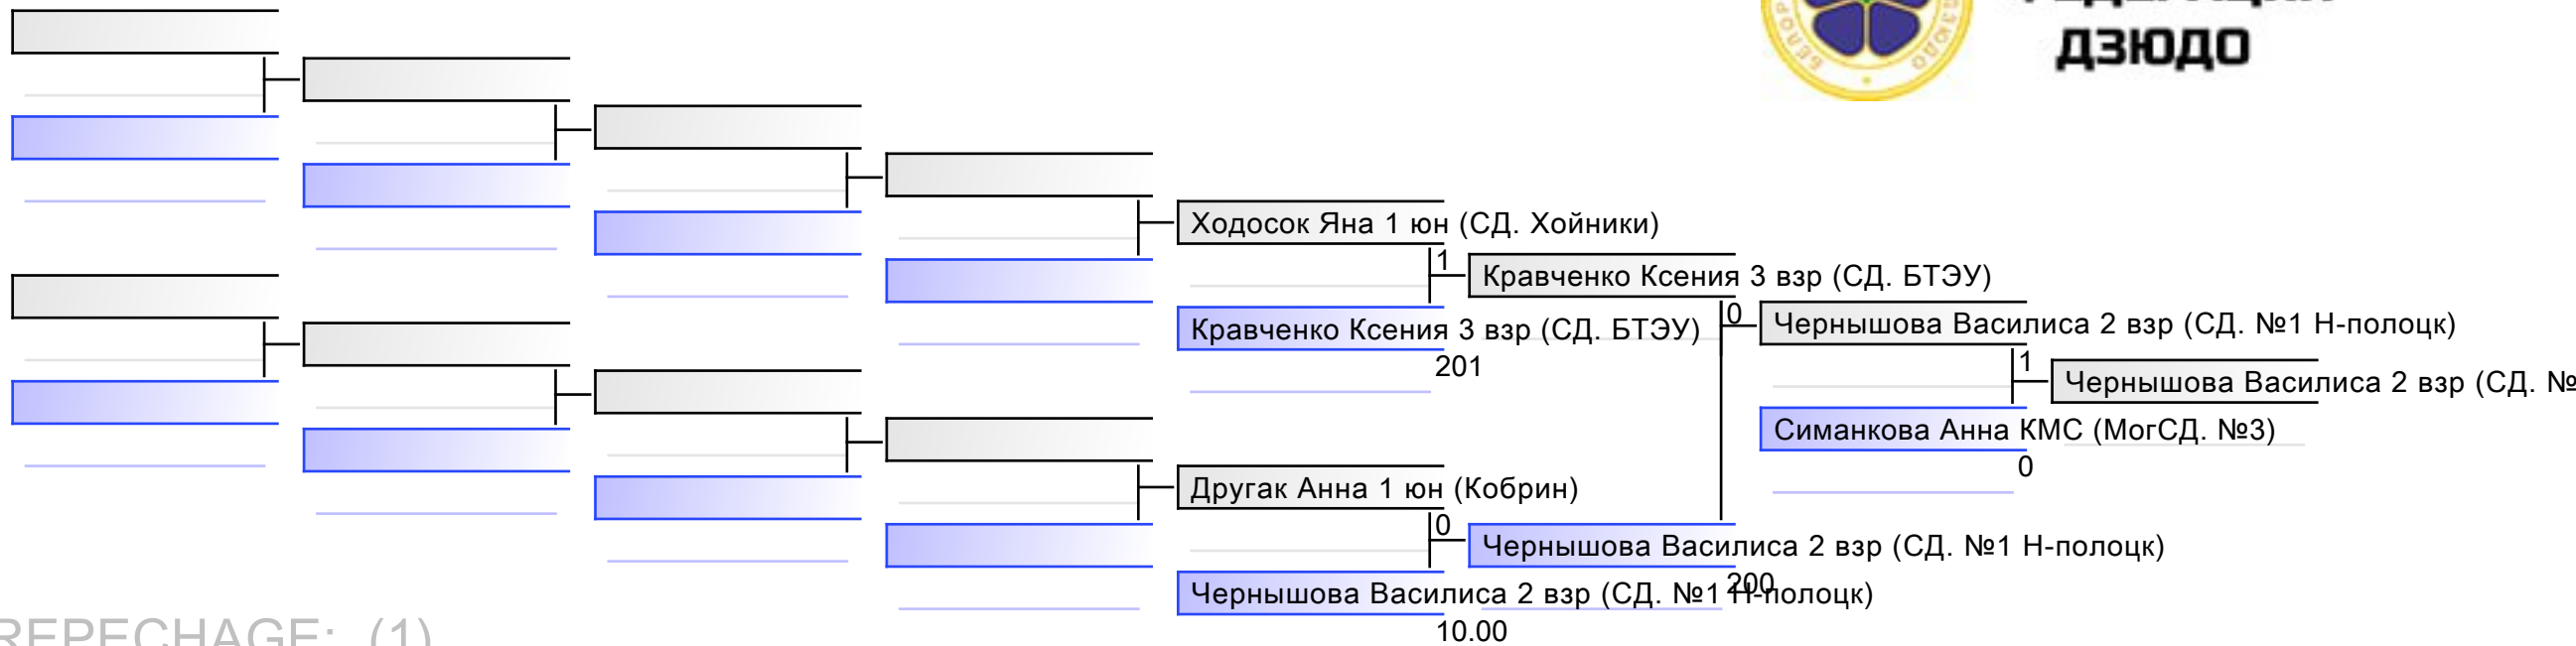 ДЗЮДО
Ходосок Яна 1 юн (СД. Хойники)
1
Кравченко Ксения 3 взр (СД. БТЭУ)
Кравченко Ксения 3 взр (СД. БТЭУ)
201
0
Чернышова Василиса 2 взр (СД. №1 Н-полоцк)
1
Чернышова Василиса 2 взр (СД. №
Симанкова Анна КМС (МогСД. №3)
0
Другак Анна 1 юн (Кобрин)
0
Чернышова Василиса 2 взр (СД. №1 Н-полоцк)
200
Чернышова Василиса 2 взр (СД. №1 Н-полоцк)
10.00
REPECHAGE: (1)